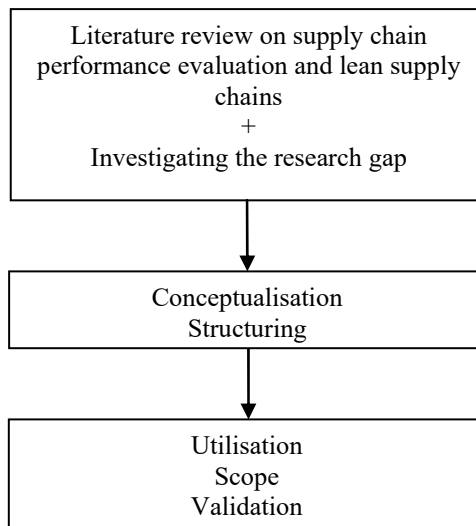 Literature review on supply chain
performance evaluation and lean supply
chains
+
Investigating the research gap
Conceptualisation
Structuring
Utilisation
Scope
Validation